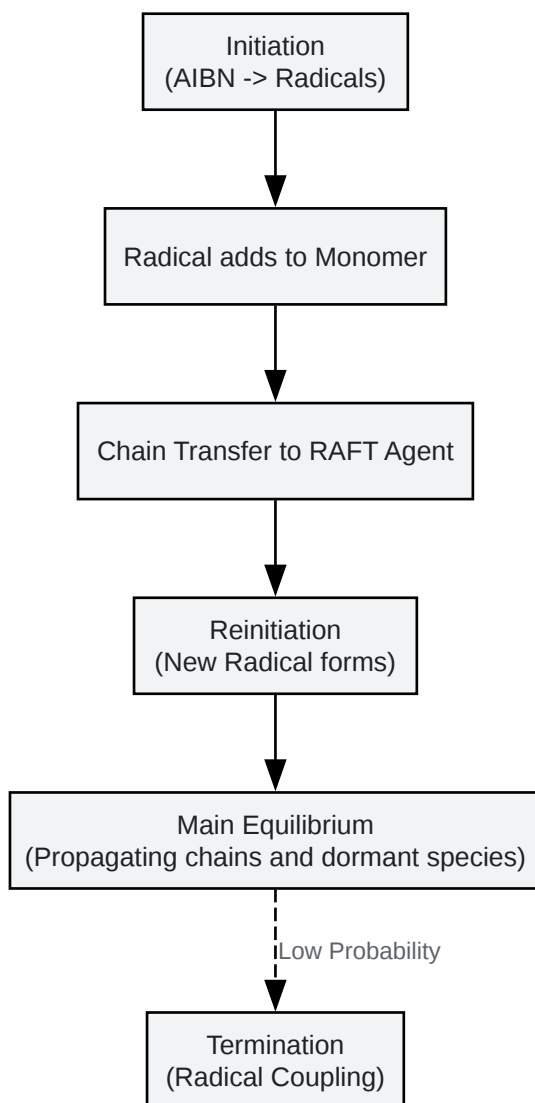 Initiation
(AIBN -> Radicals)
Radical adds to Monomer
Chain Transfer to RAFT Agent
Reinitiation
(New Radical forms)
Main Equilibrium
(Propagating chains and dormant species)
Low Probability
Termination
(Radical Coupling)